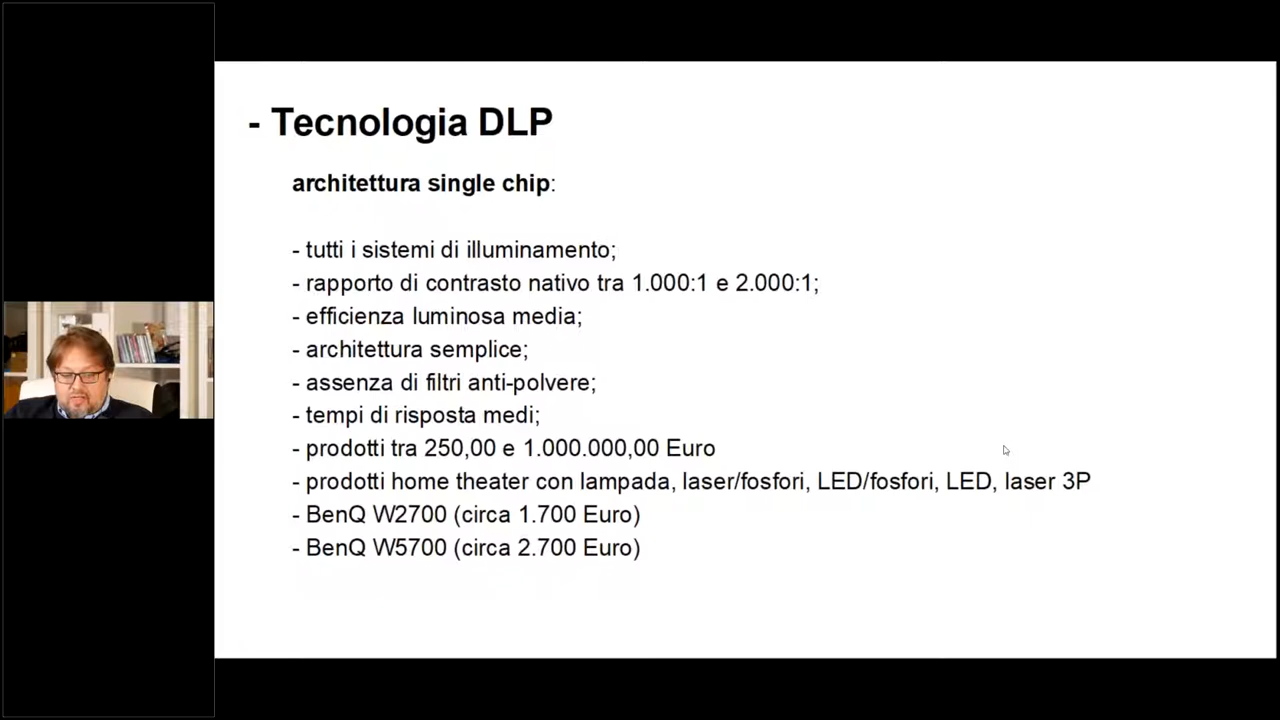 - Tecnologia DLP
architettura single chip:
- tutti i sistemi di illuminamento;
- rapporto di contrasto nativo tra 1.000:1 e 2.000:1;
- efficienza luminosa media;
- architettura semplice;
- assenza di filtri anti-polvere;
- tempi di risposta medi;
- prodotti tra 250,00 e 1.000.000,00 Euro
- prodotti home theater con lampada, laser/fosfori, LED/fosfori, LED, laser 3P
- BenQ W2700 (circa 1.700 Euro)
- BenQ W5700 (circa 2.700 Euro)